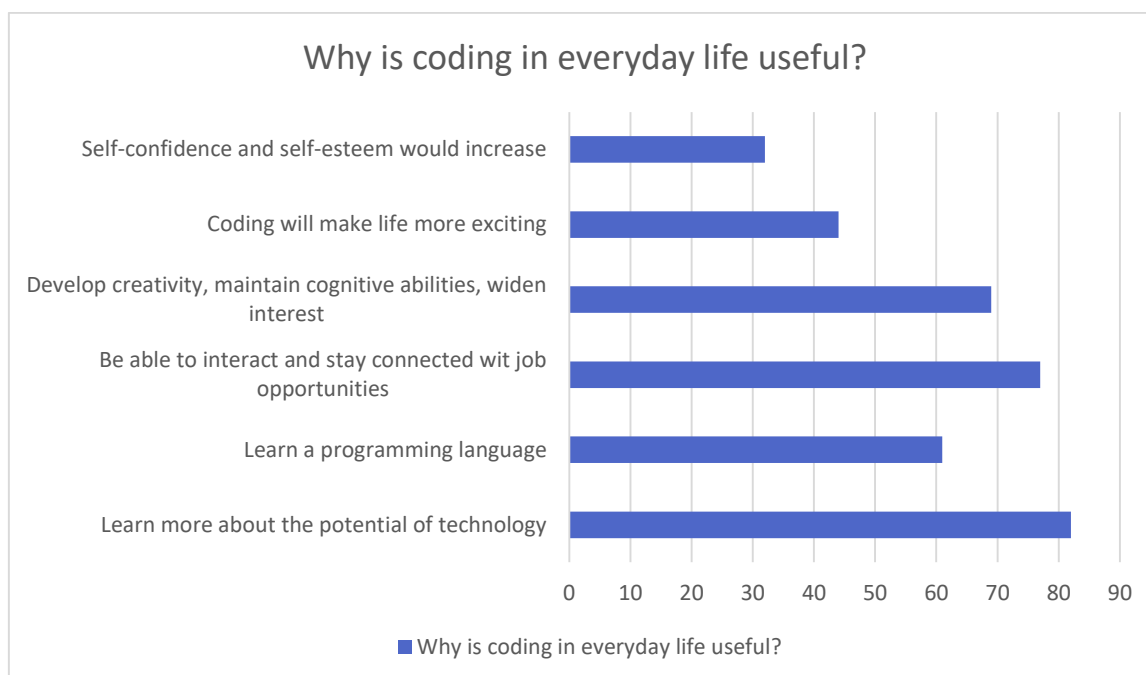 Why is coding in everyday life useful?
Self-confidence and self-esteem would increase
Coding will make life more exciting
Develop creativity, maintain cognitive abilities, widen
interest
Be able to interact and stay connected wit job
opportunities
Learn a programming language
Learn more about the potential of technology
0 10 20 30 40 50 60 70 80 90
Why is coding in everyday life useful?